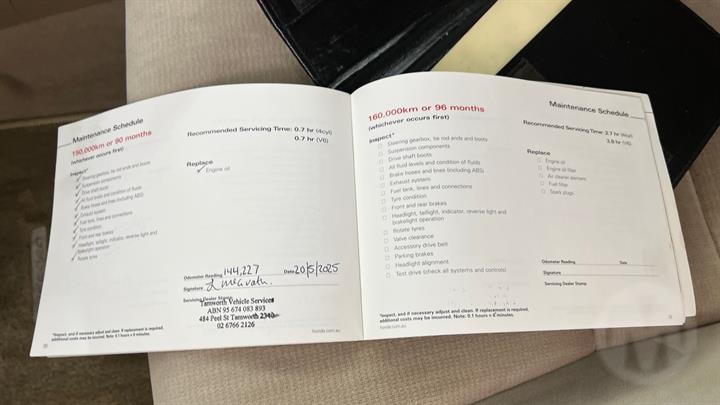 Maintenance Schedule
150,000km or 90 months
(whichever occurs first)
Recommended Servicing Time: 0.7 hr (4cyl)
0.7 hr (V6)
Inspect*
Steering gearbox, tie rod ends and boots
Suspension components
Drive shaft boots
All fluid levels and condition of fluids
Brake hoses and lines (including ABS)
Exhaust system
Fuel tank, lines and connections
Tyre condition
Front and rear brakes
Headlight, taillight, indicator, reverse light and
brakelight operation
Rotate tyres
Replace
Engine oil
Odometer Reading 144,227 Date 20/5/2025
Signature L McGrath.
Servicing Dealer Stamp
Tamworth Vehicle Services
ABN 95 674 083 893
484 Peel St Tamworth 2340
02 6766 2126
*Inspect, and if necessary adjust and clean. If replacement is required,
additional costs may be incurred. Note: 0.1 hours = 6 minutes.
honda.com.au
Maintenance Schedule
160,000km or 96 months
(whichever occurs first)
Recommended Servicing Time: 2.7 hr (4cyl)
3.8 hr (V6)
Inspect*
Steering gearbox, tie rod ends and boots
Suspension components
Drive shaft boots
All fluid levels and condition of fluids
Brake hoses and lines (including ABS)
Exhaust system
Fuel tank, lines and connections
Tyre condition
Front and rear brakes
Headlight, taillight, indicator, reverse light and
brakelight operation
Rotate tyres
Valve clearance
Accessory drive belt
Parking brakes
Headlight alignment
Test drive (check all systems and controls)
Replace
Engine oil
Engine oil filter
Air cleaner element
Fuel filter
Spark plugs
Odometer Reading Date
Signature
Servicing Dealer Stamp
*Inspect, and if necessary adjust and clean. If replacement is required,
additional costs may be incurred. Note: 0.1 hours = 6 minutes.
honda.com.au